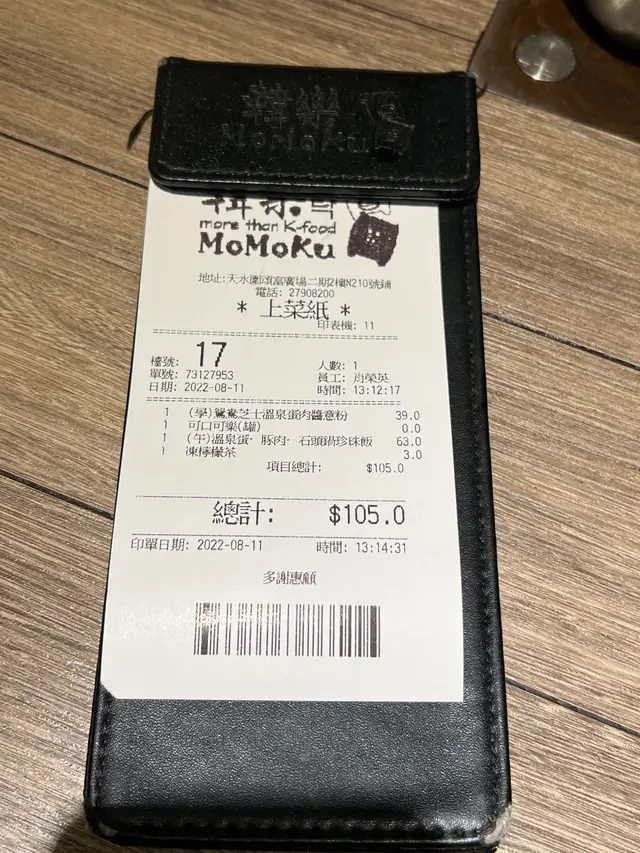 韓樂
MoMoKu
more than K-food
MoMoKu
地址:天水圍頌富廣場二期2樓N210號鋪
電話: 27908200
* 上菜紙 *
印表機: 11
檯號: 17
人數: 1
單號: 73127953
員工: 尚榮英
日期: 2022-08-11
時間: 13:12:17
1 (學)鴛鴦芝士溫泉蛋肉醬意粉 39.0
1 可口可樂(罐) 0.0
1 (午)溫泉蛋· 豚肉· 石頭鍋珍珠飯 63.0
1 凍檸檬茶 3.0
項目總計: $105.0
總計: $105.0
印單日期: 2022-08-11 時間: 13:14:31
多謝惠顧